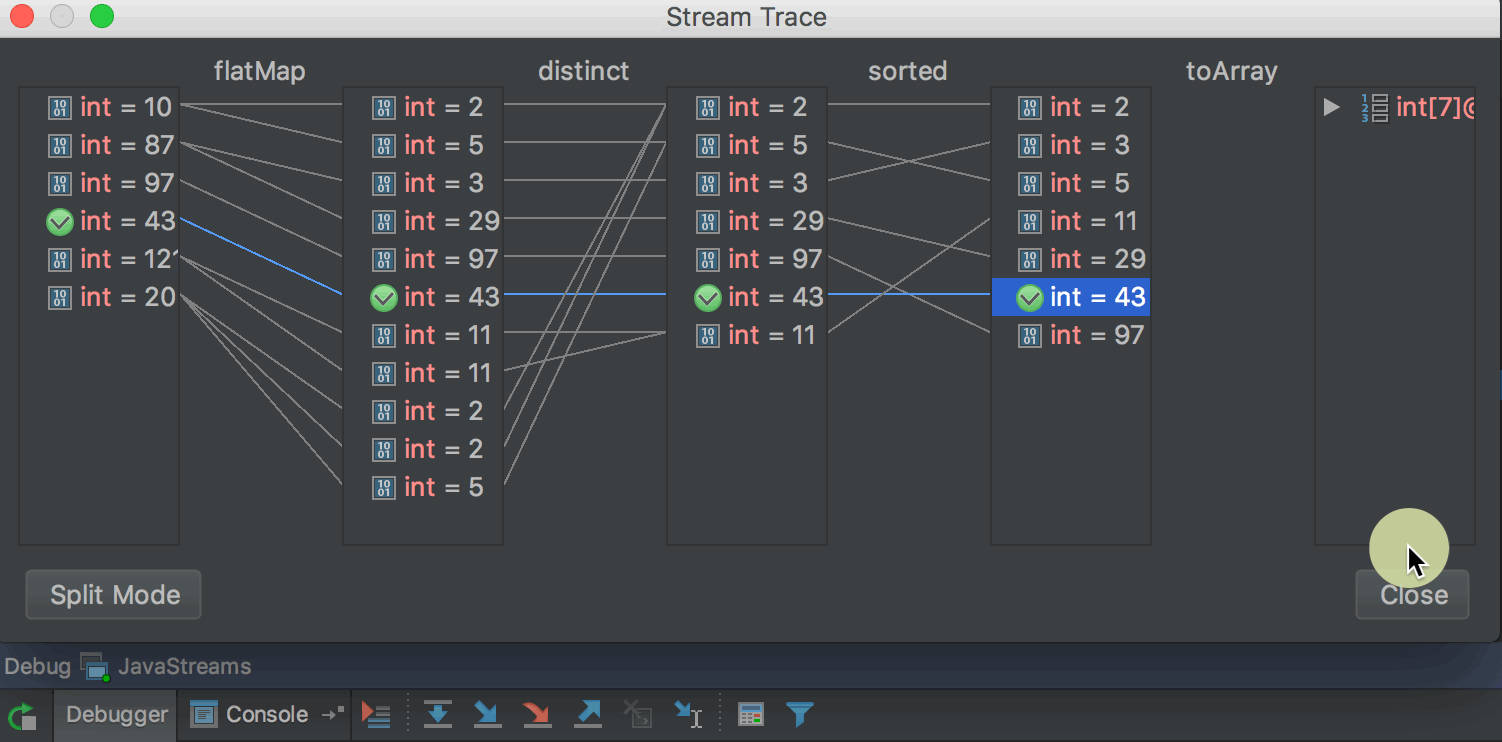 Stream Trace
flatMap
distinct
sorted
toArray
int = 10
int = 87
int = 97
int = 43
int = 12
int = 20
int = 2
int = 5
int = 3
int = 29
int = 97
int = 43
int = 11
int = 11
int = 2
int = 2
int = 5
int = 2
int = 5
int = 3
int = 29
int = 97
int = 43
int = 11
int = 2
int = 3
int = 5
int = 11
int = 29
int = 43
int = 97
int[7]@
Split Mode
Close
Debug JavaStreams
Debugger Console